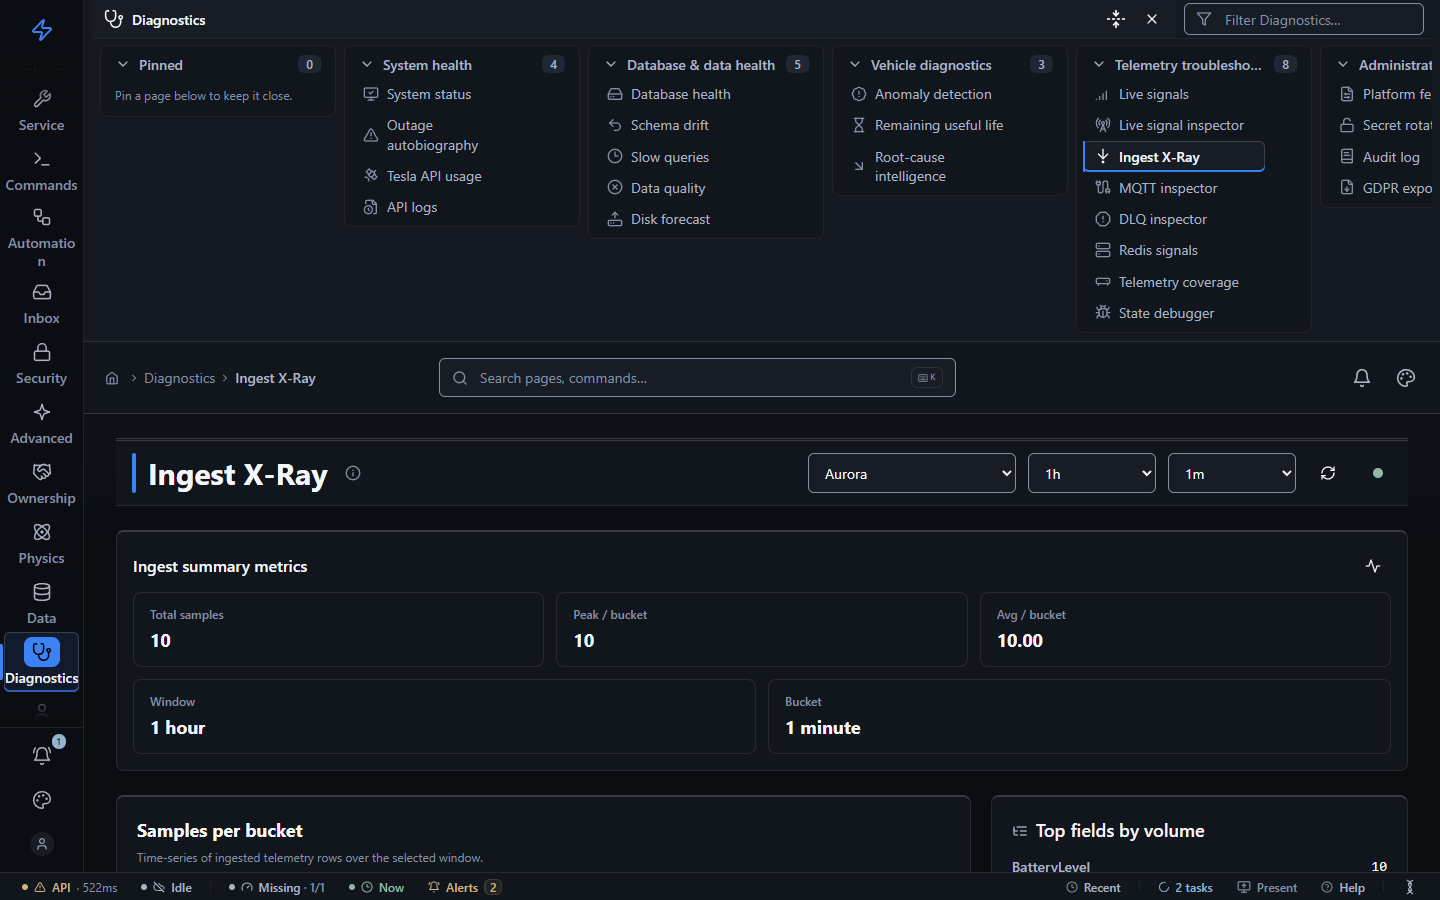 Diagnostics
Filter Diagnostics...
Pinned 0
Pin a page below to keep it close.
System health 4
System status
Outage
autobiography
Tesla API usage
API logs
Database & data health 5
Database health
Schema drift
Slow queries
Data quality
Disk forecast
Vehicle diagnostics 3
Anomaly detection
Remaining useful life
Root-cause
intelligence
Telemetry troublesho... 8
Live signals
Live signal inspector
Ingest X-Ray
MQTT inspector
DLQ inspector
Redis signals
Telemetry coverage
State debugger
Administrat
Platform fe
Secret rotat
Audit log
GDPR expo
Service
Commands
Automatio
n
Inbox
Security
Advanced
Ownership
Physics
Data
Diagnostics
1
Diagnostics
Ingest X-Ray
Search pages, commands...
K
Ingest X-Ray
Aurora
1h
1m
Ingest summary metrics
Total samples
10
Peak / bucket
10
Avg / bucket
10.00
Window
1 hour
Bucket
1 minute
Samples per bucket
Time-series of ingested telemetry rows over the selected window.
Top fields by volume
BatteryLevel 10
API · 522ms
Idle
Missing · 1/1
Now
Alerts 2
Recent
2 tasks
Present
Help